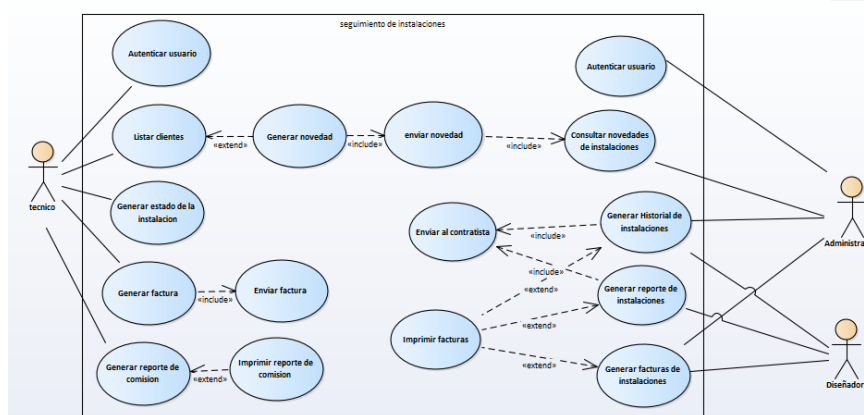 seguimiento de instalaciones
Autenticar usuario
Autenticar usuario
Listar clientes
«extend»
Generar novedad
«include»
enviar novedad
«include»
Consultar novedades
de instalaciones
tecnico
Generar estado de la
instalacion
Enviar al contratista
«include»
Generar Historial de
instalaciones
Administra
«include»
Generar factura
«include»
Enviar factura
«extend»
Generar reporte de
instalaciones
Imprimir facturas
«extend»
Generar reporte de
comision
«extend»
Imprimir reporte de
comision
«extend»
Generar facturas de
instalaciones
Diseñador